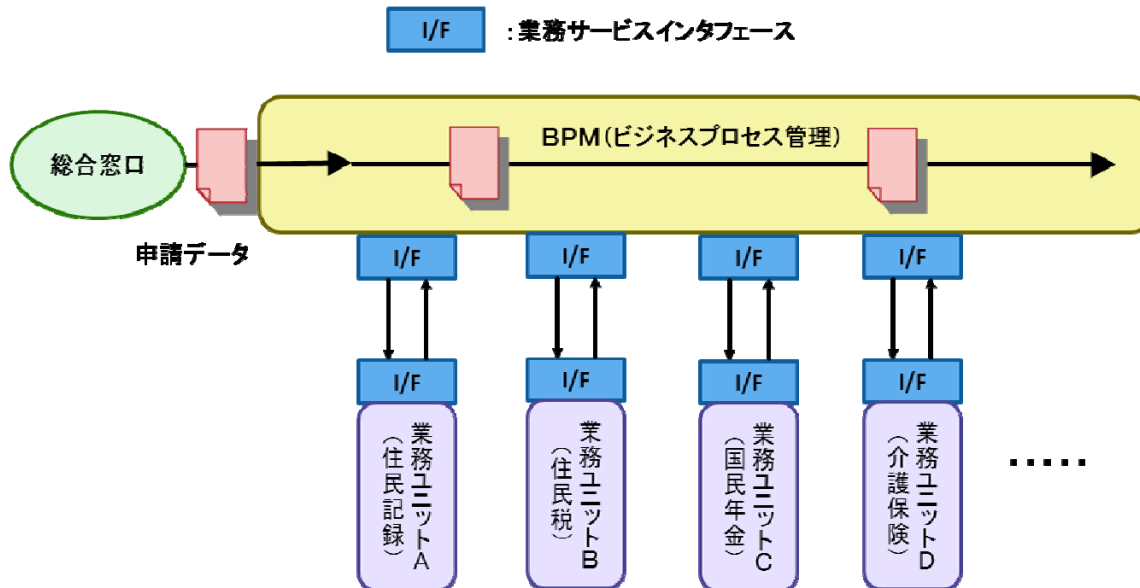 I/F
:業務サービスインタフェース
BPM(ビジネスプロセス管理)
総合窓口
申請データ
I/F
I/F
I/F
I/F
I/F
I/F
I/F
I/F
業務ユニットA
(住民記録)
業務ユニットB
(住民税)
業務ユニットC
(国民年金)
業務ユニットD
(介護保険)
.....